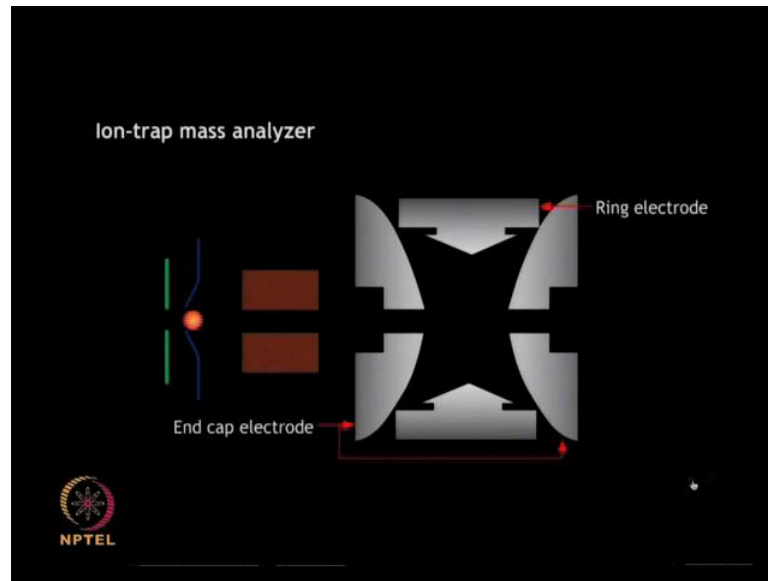 Ion-trap mass analyzer
Ring electrode
End cap electrode
NPTEL